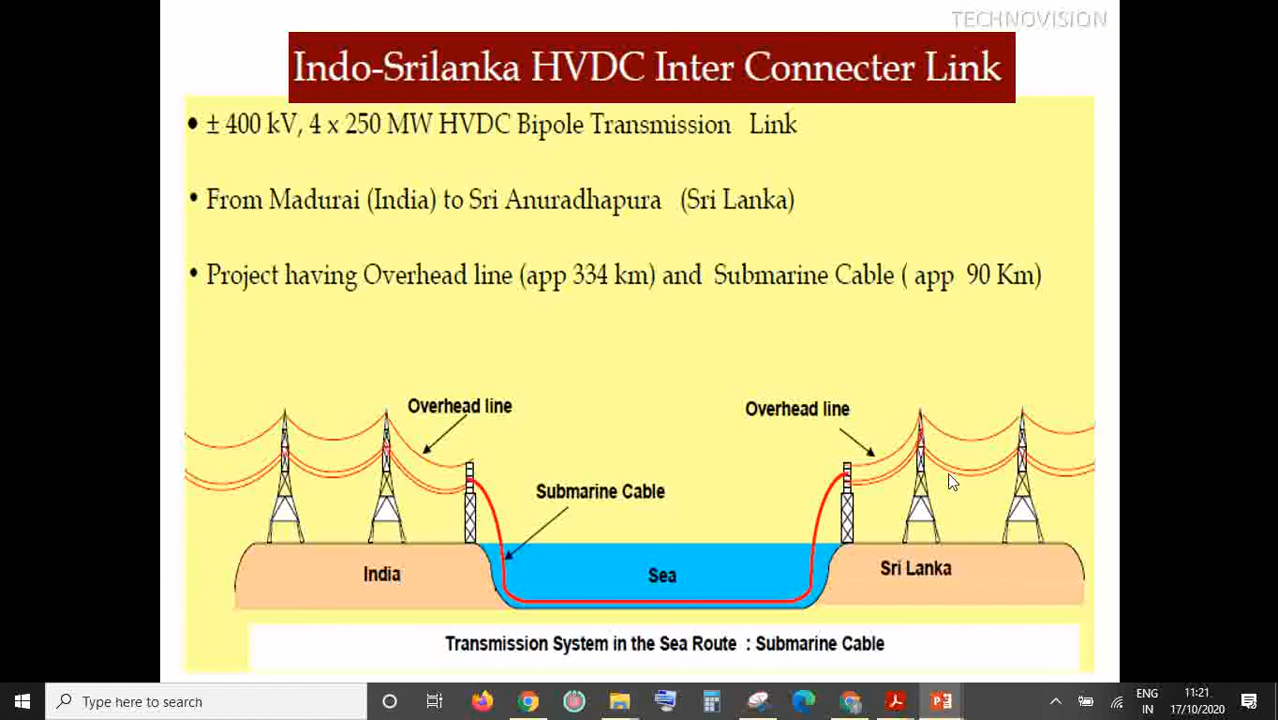 TECHNOVISION
Indo-Srilanka HVDC Inter Connecter Link
• ± 400 kV, 4 x 250 MW HVDC Bipole Transmission Link
• From Madurai (India) to Sri Anuradhapura (Sri Lanka)
• Project having Overhead line (app 334 km) and Submarine Cable ( app 90 Km)
Overhead line
Overhead line
Submarine Cable
India
Sea
Sri Lanka
Transmission System in the Sea Route : Submarine Cable
Type here to search
ENG
IN
11:21
17/10/2020